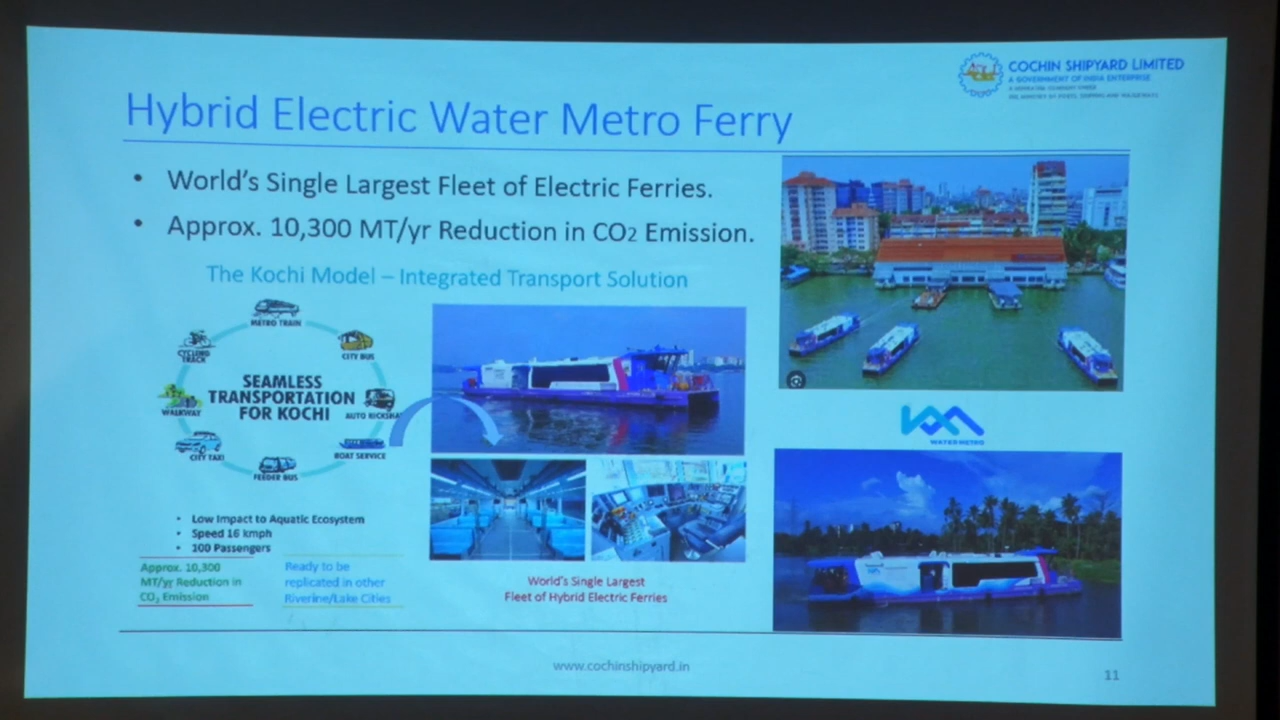 COCHIN SHIPYARD LIMITED
A GOVERNMENT OF INDIA ENTERPRISE
Hybrid Electric Water Metro Ferry
• World's Single Largest Fleet of Electric Ferries.
• Approx. 10,300 MT/yr Reduction in CO2 Emission.
The Kochi Model – Integrated Transport Solution
METRO TRAIN
CITY BUS
CYCLING TRACK
SEAMLESS
TRANSPORTATION
FOR KOCHI
WALKWAY
AUTO RICKSHA
CITY TAXI
BOAT SERVICE
FEEDER BUS
WATER METRO
• Low Impact to Aquatic Ecosystem
• Speed 16 kmph
• 100 Passengers
Approx. 10,300
MT/yr Reduction in
CO₂ Emission
Ready to be
replicated in other
Riverine/Lake Cities
World's Single Largest
Fleet of Hybrid Electric Ferries
www.cochinshipyard.in
11